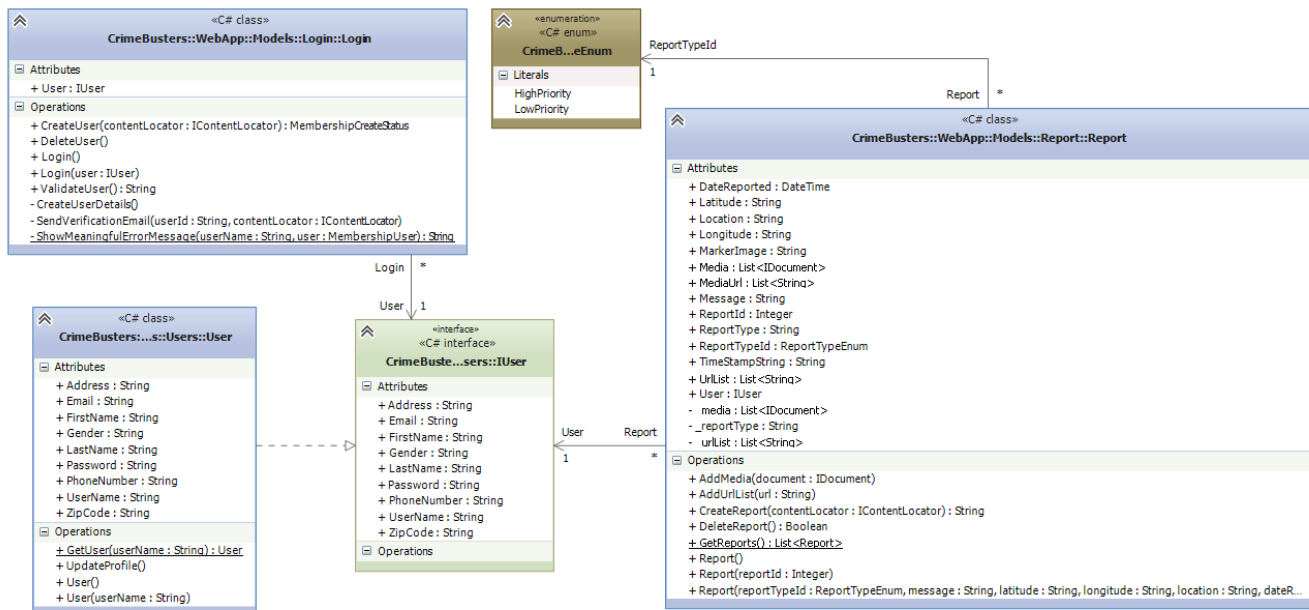 «C# class»
CrimeBusters::WebApp::Models::Login::Login
Attributes
+ User : IUser
Operations
+ CreateUser(contentLocator : IContentLocator) : MembershipCreateStatus
+ DeleteUser()
+ Login()
+ Login(user : IUser)
+ ValidateUser() : String
- CreateUserDetails()
- SendVerificationEmail(userId : String, contentLocator : IContentLocator)
- ShowMeaningfulErrorMessage(userName : String, user : MembershipUser) : String
«enumeration»
«C# enum»
CrimeB...eEnum
Literals
HighPriority
LowPriority
ReportTypeId
1
Report *
Login *
User 1
«C# class»
CrimeBusters:...s::Users::User
Attributes
+ Address : String
+ Email : String
+ FirstName : String
+ Gender : String
+ LastName : String
+ Password : String
+ PhoneNumber : String
+ UserName : String
+ ZipCode : String
Operations
+ GetUser(userName : String) : User
+ UpdateProfile()
+ User()
+ User(userName : String)
«interface»
«C# interface»
CrimeBuste...sers::IUser
Attributes
+ Address : String
+ Email : String
+ FirstName : String
+ Gender : String
+ LastName : String
+ Password : String
+ PhoneNumber : String
+ UserName : String
+ ZipCode : String
Operations
User Report
1 *
«C# class»
CrimeBusters::WebApp::Models::Report::Report
Attributes
+ DateReported : DateTime
+ Latitude : String
+ Location : String
+ Longitude : String
+ MarkerImage : String
+ Media : List<IDocument>
+ MediaUrl : List<String>
+ Message : String
+ ReportId : Integer
+ ReportType : String
+ ReportTypeId : ReportTypeEnum
+ TimeStampString : String
+ UrlList : List<String>
+ User : IUser
- _media : List<IDocument>
- _reportType : String
- _urlList : List<String>
Operations
+ AddMedia(document : IDocument)
+ AddUrlList(url : String)
+ CreateReport(contentLocator : IContentLocator) : String
+ DeleteReport() : Boolean
+ GetReports() : List<Report>
+ Report()
+ Report(reportId : Integer)
+ Report(reportTypeId : ReportTypeEnum, message : String, latitude : String, longitude : String, location : String, dateR...